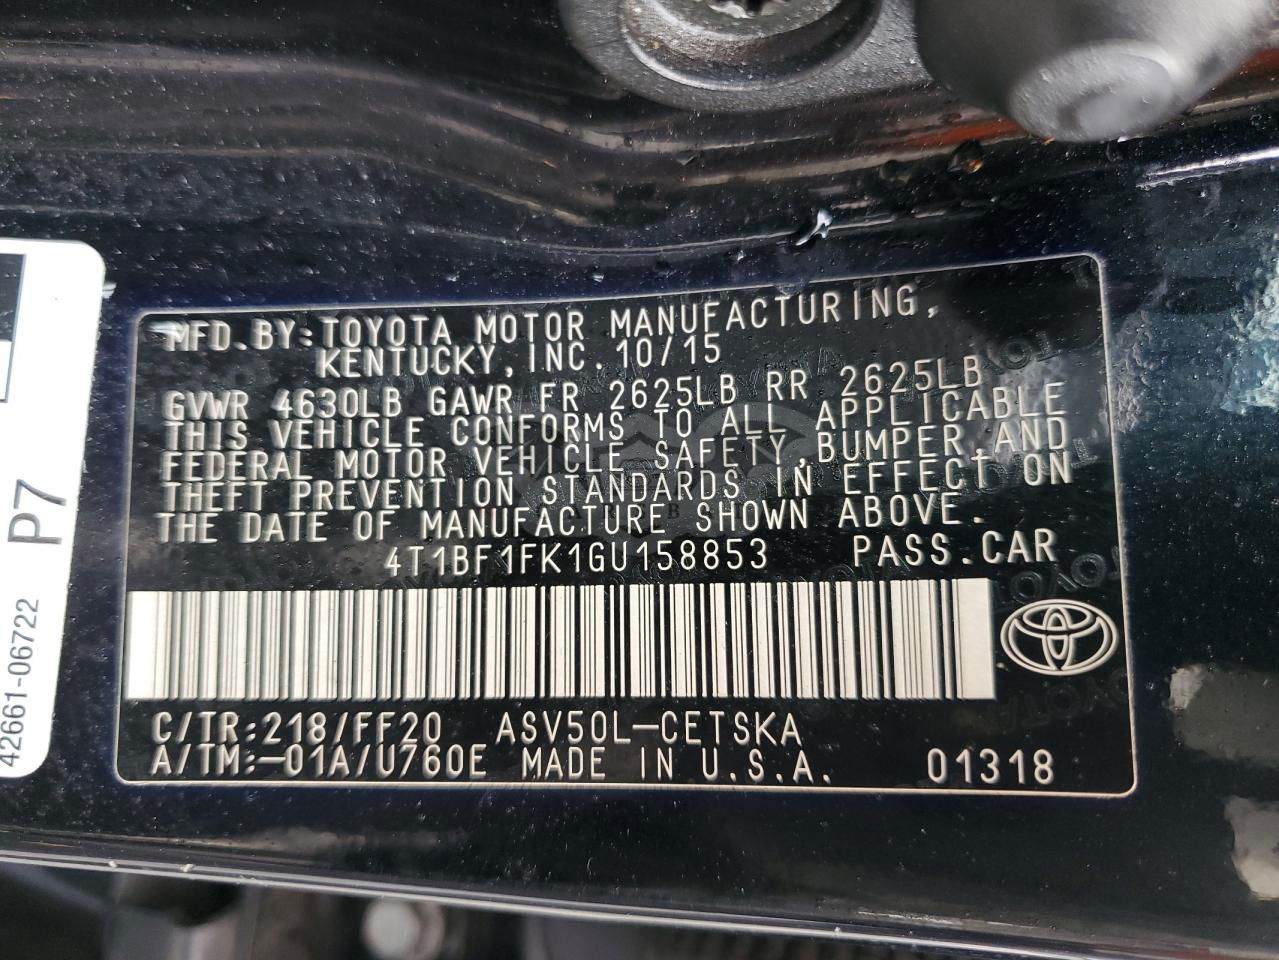 MFD.BY:TOYOTA MOTOR MANUFACTURING,
KENTUCKY,INC.10/15
GVWR 4630LB GAWR FR 2625LB RR 2625LB
THIS VEHICLE CONFORMS TO ALL APPLICABLE
FEDERAL MOTOR VEHICLE SAFETY,BUMPER,AND
THEFT PREVENTION STANDARDS IN EFFECT ON
THE DATE OF MANUFACTURE SHOWN ABOVE.
4T1BF1FK1GU158853 PASS.CAR
C/TR:218/FF20 ASV50L-CETSKA
A/TM:-01A/U760E MADE IN U.S.A. 01318
42661-06722 P7